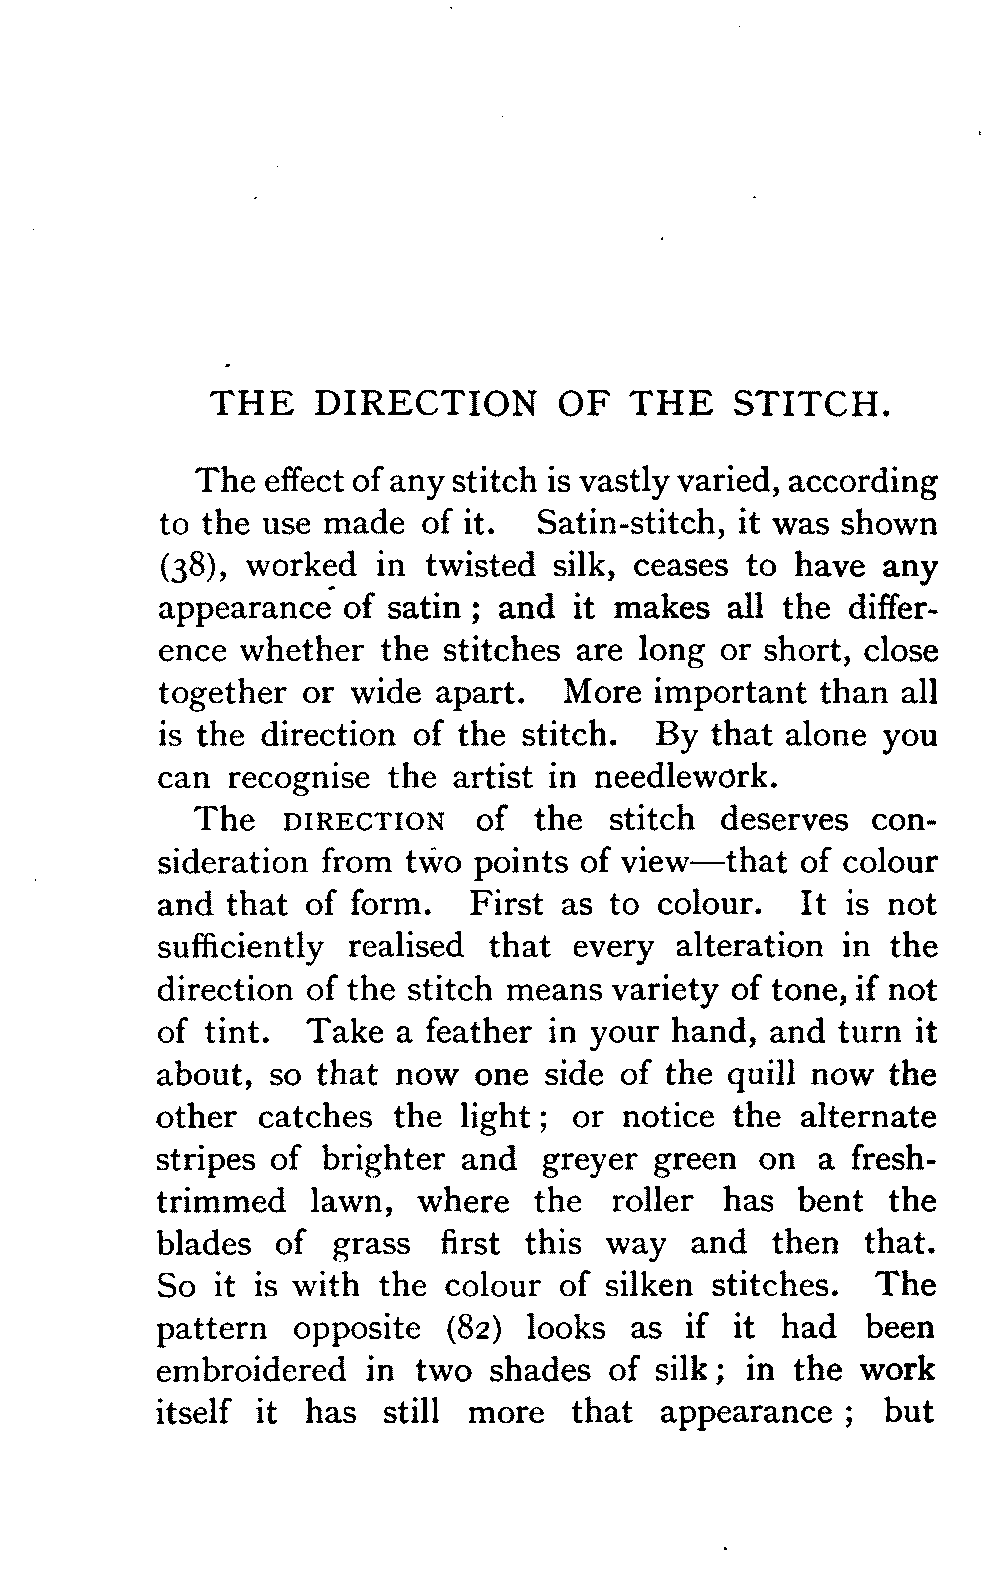 THE DIRECTION OF THE STITCH.
The effect of any stitch is vastly varied, according
to the use made of it. Satin-stitch, it was shown
(38), worked in twisted silk, ceases to have any
appearance of satin ; and it makes all the differ-
ence whether the stitches are long or short, close
together or wide apart. More important than all
is the direction of the stitch. By that alone you
can recognise the artist in needlework.
The DIRECTION of the stitch deserves con-
sideration from two points of view—that of colour
and that of form. First as to colour. It is not
sufficiently realised that every alteration in the
direction of the stitch means variety of tone, if not
of tint. Take a feather in your hand, and turn it
about, so that now one side of the quill now the
other catches the light ; or notice the alternate
stripes of brighter and greyer green on a fresh-
trimmed lawn, where the roller has bent the
blades of grass first this way and then that.
So it is with the colour of silken stitches. The
pattern opposite (82) looks as if it had been
embroidered in two shades of silk ; in the work
itself it has still more that appearance ; but